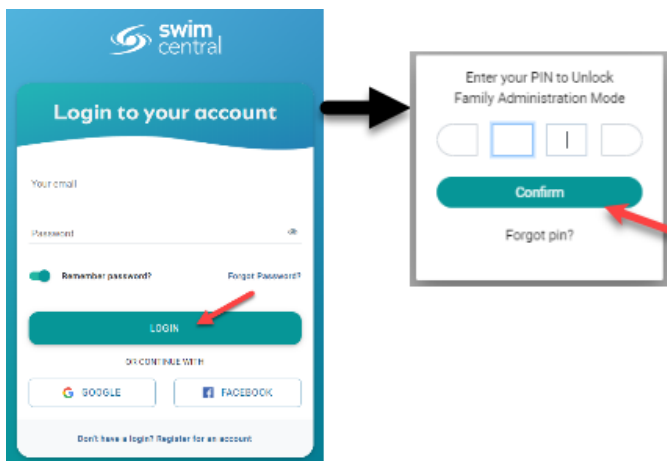 swim
central
Login to your account
Your email
Password
Remember password? Forgot Password?
LOGIN
OR CONTINUE WITH
GOOGLE FACEBOOK
Don't have a login? Register for an account
Enter your PIN to Unlock
Family Administration Mode
Confirm
Forgot pin?